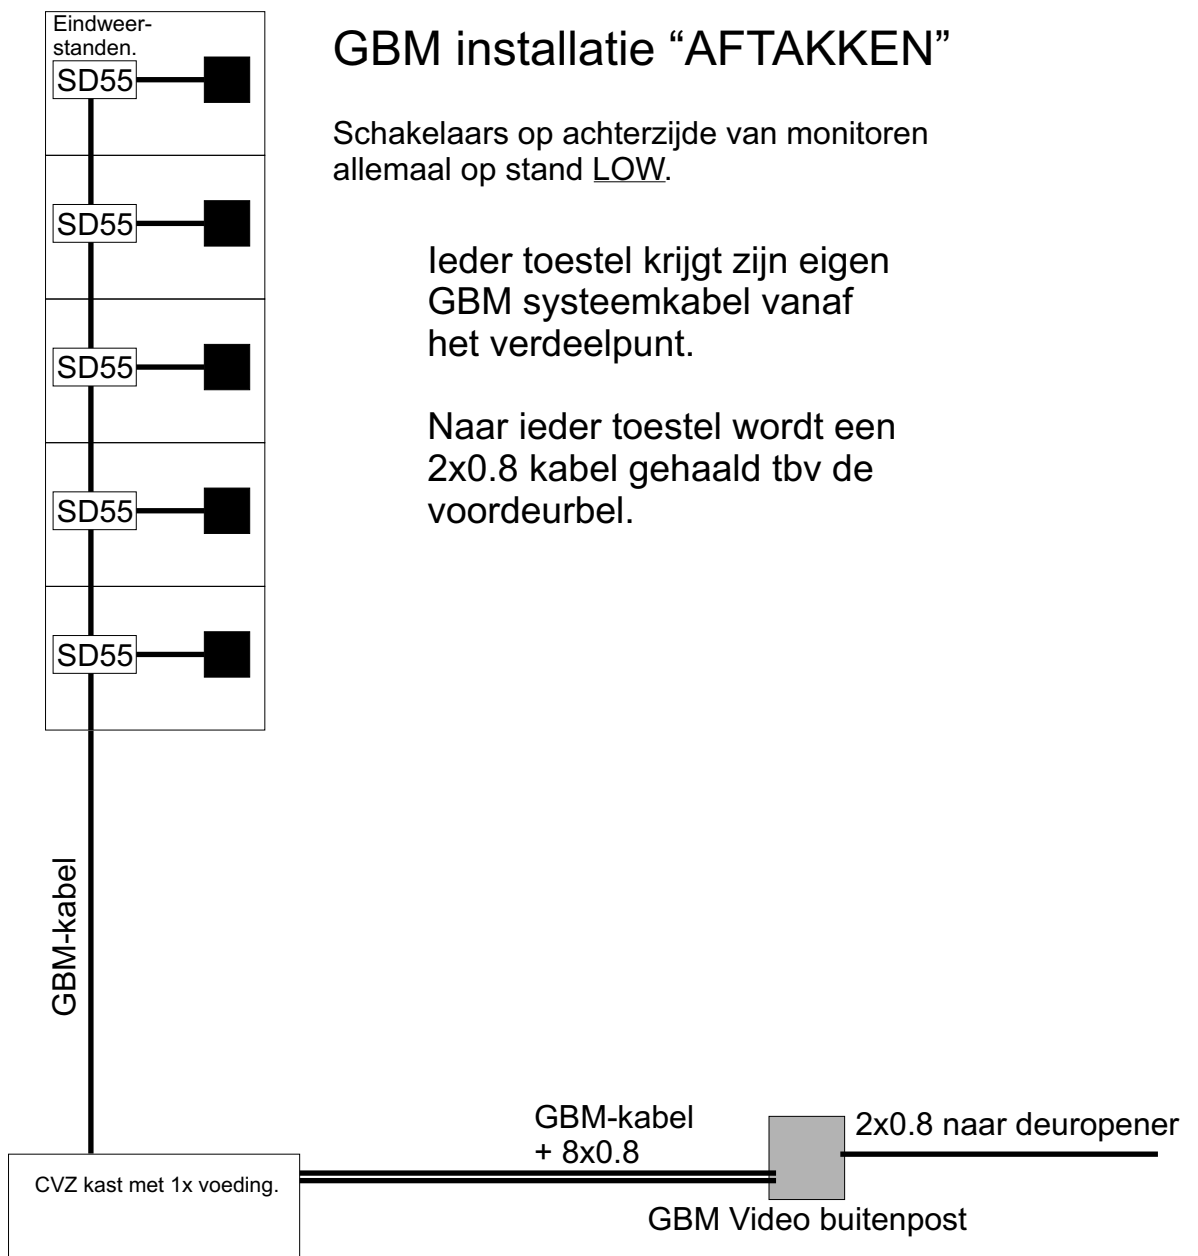 Eindweer-
standen.
SD55
GBM installatie “AFTAKKEN”
Schakelaars op achterzijde van monitoren
allemaal op stand LOW.
SD55
Ieder toestel krijgt zijn eigen
GBM systeemkabel vanaf
het verdeelpunt.
SD55
Naar ieder toestel wordt een
2x0.8 kabel gehaald tbv de
voordeurbel.
SD55
SD55
GBM-kabel
GBM-kabel
+ 8x0.8
2x0.8 naar deuropener
CVZ kast met 1x voeding.
GBM Video buitenpost